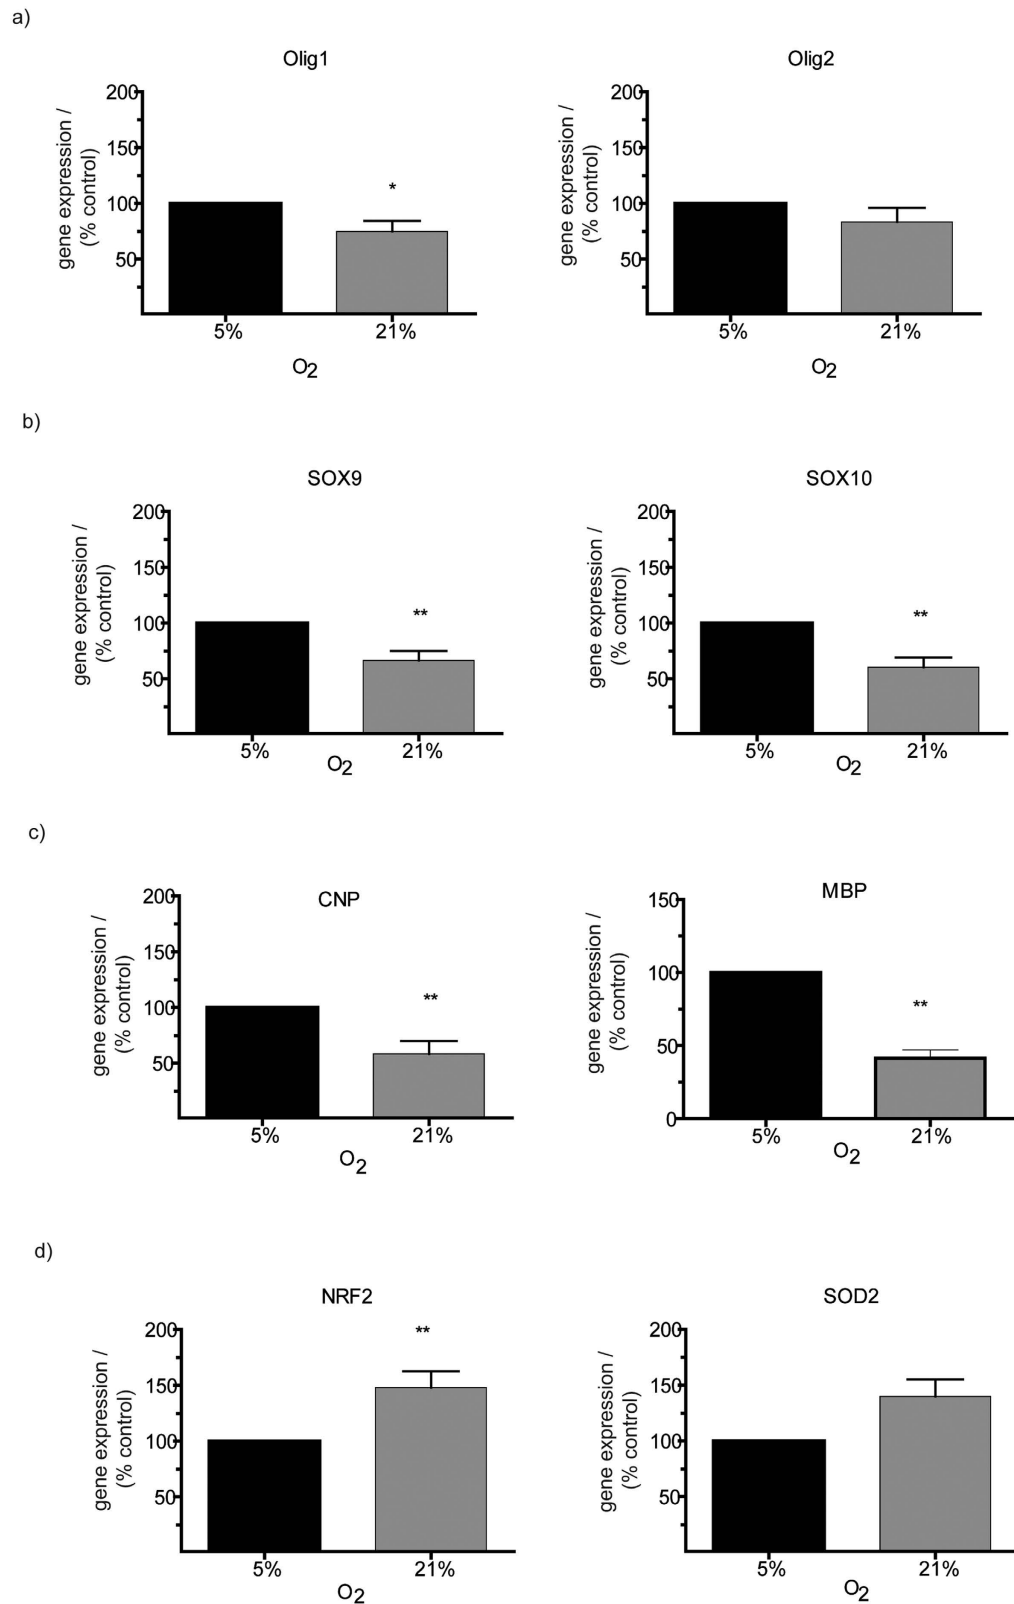 a)
Olig1
Olig2
gene expression /
(% control)
200
150
100
50
5%
21%
*
O2
gene expression /
(% control)
200
150
100
50
5%
21%
O2
b)
SOX9
SOX10
gene expression /
(% control)
200
150
100
50
**
5%
21%
O2
gene expression /
(% control)
200
150
100
50
**
5%
21%
O2
c)
CNP
MBP
gene expression /
(% control)
200
150
100
50
**
5%
21%
O2
gene expression /
(% control)
150
100
50
0
**
5%
21%
O2
d)
NRF2
SOD2
gene expression /
(% control)
200
150
100
50
**
5%
21%
O2
gene expression /
(% control)
200
150
100
50
5%
21%
O2